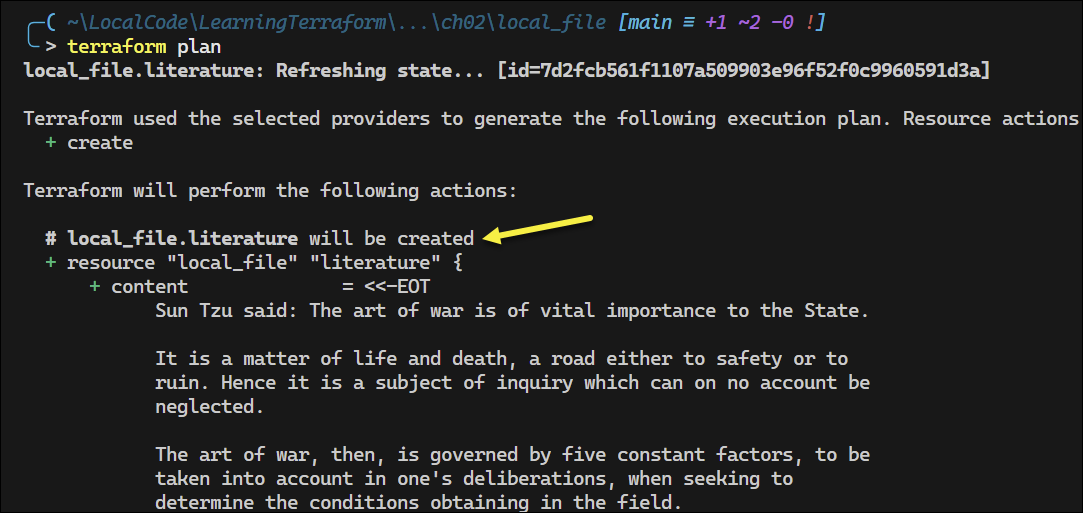 ~\LocalCode\LearningTerraform\...\ch02\local_file [main ≡ +1 ~2 -0 !]
> terraform plan
local_file.literature: Refreshing state... [id=7d2fcb561f1107a509903e96f52f0c9960591d3a]
Terraform used the selected providers to generate the following execution plan. Resource actions
+ create
Terraform will perform the following actions:
# local_file.literature will be created
+ resource "local_file" "literature" {
+ content = <<-EOT
Sun Tzu said: The art of war is of vital importance to the State.
It is a matter of life and death, a road either to safety or to
ruin. Hence it is a subject of inquiry which can on no account be
neglected.
The art of war, then, is governed by five constant factors, to be
taken into account in one's deliberations, when seeking to
determine the conditions obtaining in the field.